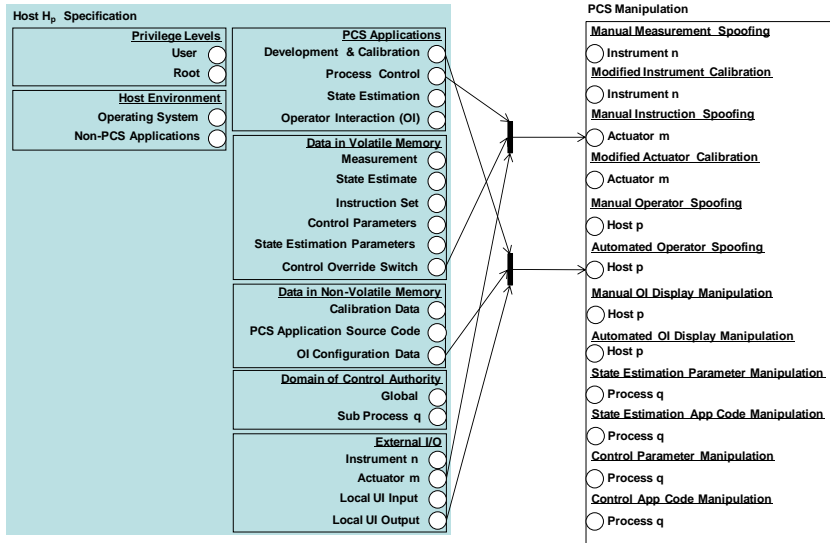 Host Hp Specification
Privilege Levels
User
Root
Host Environment
Operating System
Non-PCS Applications
PCS Applications
Development & Calibration
Process Control
State Estimation
Operator Interaction (OI)
Data in Volatile Memory
Measurement
State Estimate
Instruction Set
Control Parameters
State Estimation Parameters
Control Override Switch
Data in Non-Volatile Memory
Calibration Data
PCS Application Source Code
OI Configuration Data
Domain of Control Authority
Global
Sub Process q
External I/O
Instrument n
Actuator m
Local UI Input
Local UI Output
PCS Manipulation
Manual Measurement Spoofing
Instrument n
Modified Instrument Calibration
Instrument n
Manual Instruction Spoofing
Actuator m
Modified Actuator Calibration
Actuator m
Manual Operator Spoofing
Host p
Automated Operator Spoofing
Host p
Manual OI Display Manipulation
Host p
Automated OI Display Manipulation
Host p
State Estimation Parameter Manipulation
Process q
State Estimation App Code Manipulation
Process q
Control Parameter Manipulation
Process q
Control App Code Manipulation
Process q